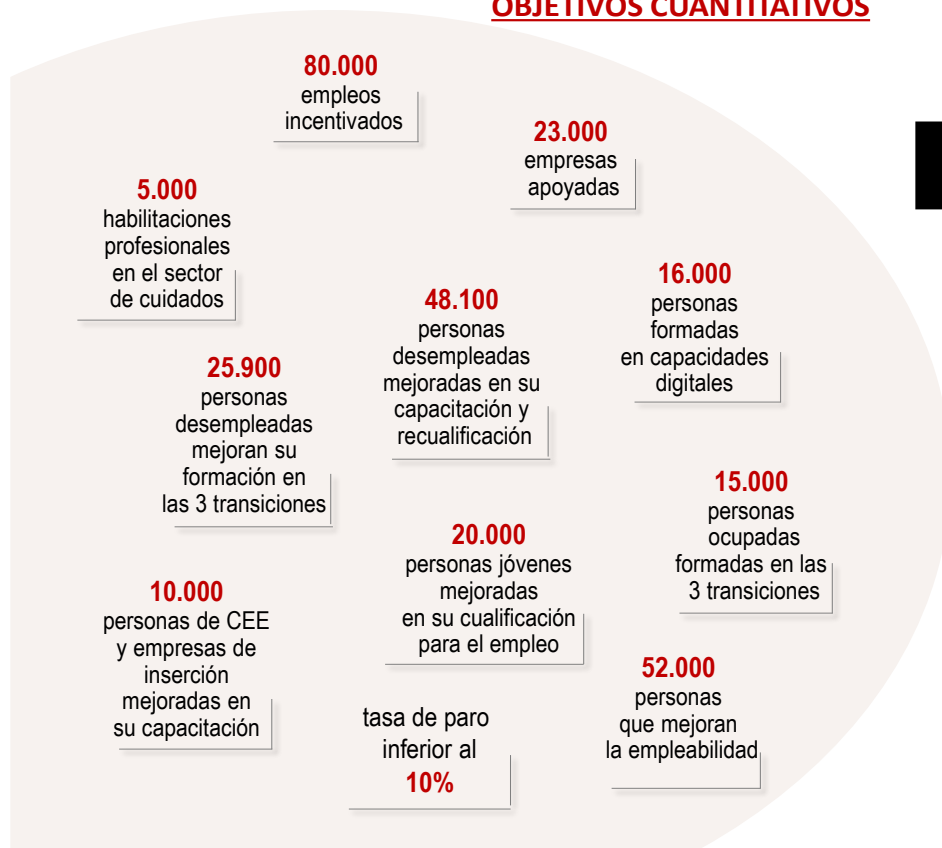 OBJETIVOS CUANTITATIVOS
80.000
empleos
incentivados
23.000
empresas
apoyadas
5.000
habilitaciones
profesionales
en el sector
de cuidados
16.000
personas
formadas
en capacidades
digitales
48.100
personas
desempleadas
mejoradas en su
capacitación y
recualificación
25.900
personas
desempleadas
mejoran su
formación en
las 3 transiciones
15.000
personas
ocupadas
formadas en las
3 transiciones
20.000
personas jóvenes
mejoradas
en su cualificación
para el empleo
10.000
personas de CEE
y empresas de
inserción
mejoradas en
su capacitación
52.000
personas
que mejoran
la empleabilidad
tasa de paro
inferior al
10%